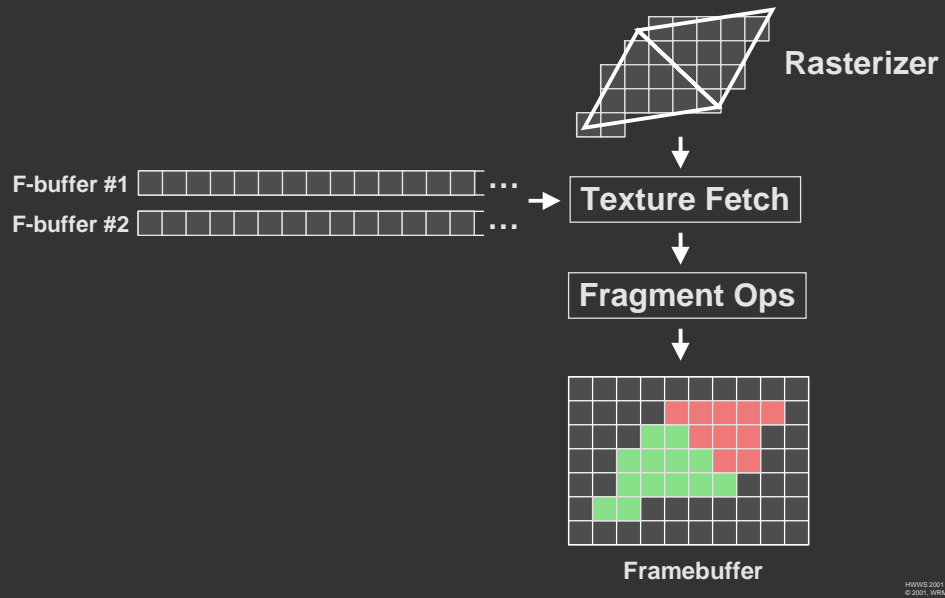 Rasterizer
F-buffer #1
...
Texture Fetch
F-buffer #2
...
Fragment Ops
Framebuffer
HWWS 2001
© 2001, WRM